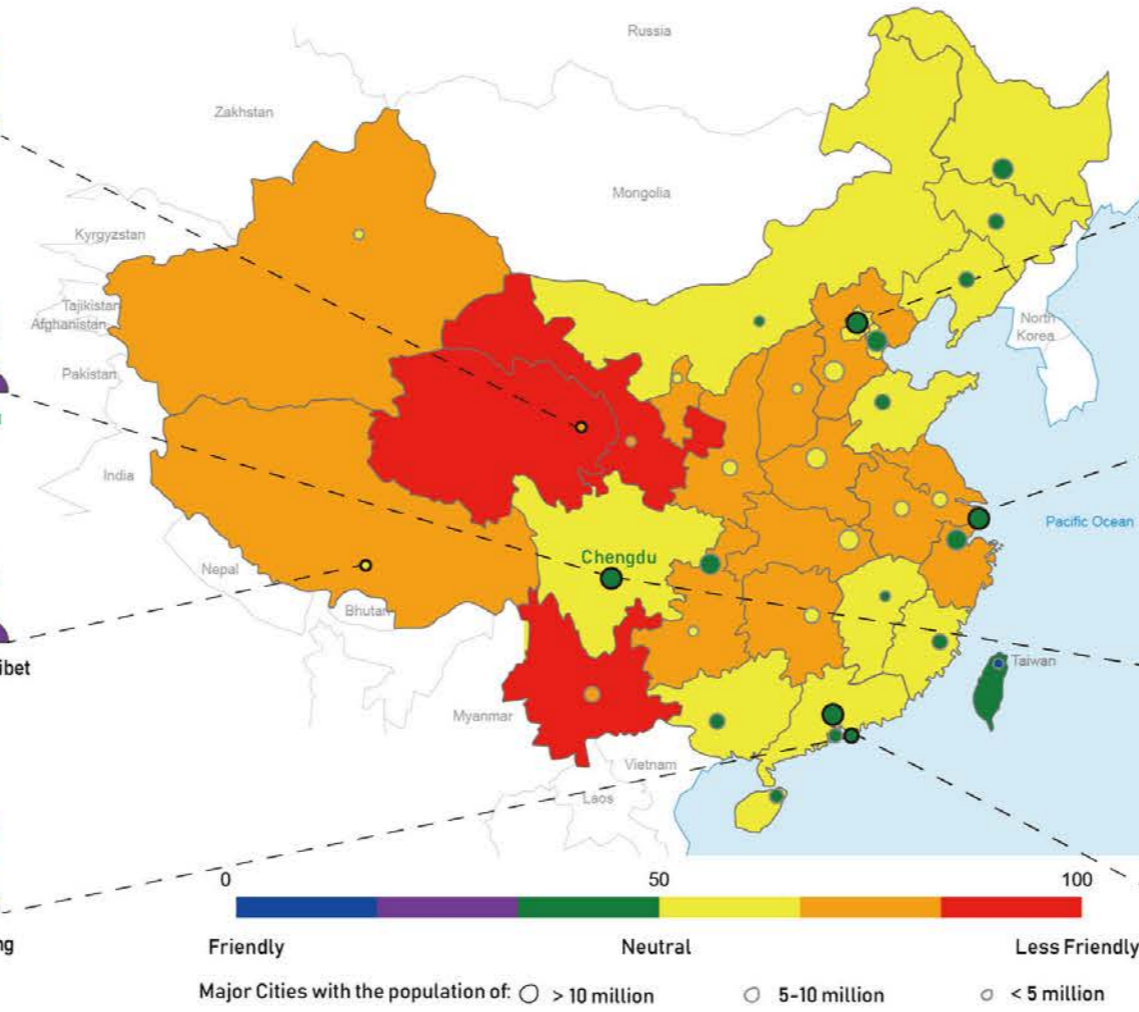 Russia
Zakhstan
Mongolia
Kyrgyzstan
Tajikistan
Afghanistan
Pakistan
North
Korea
India
Pacific Ocean
Chengdu
Nepal
Bhutan
ibet
Taiwan
Myanmar
Vietnam
Laos
0 50 100
ng
Friendly Neutral Less Friendly
Major Cities with the population of: > 10 million 5-10 million < 5 million